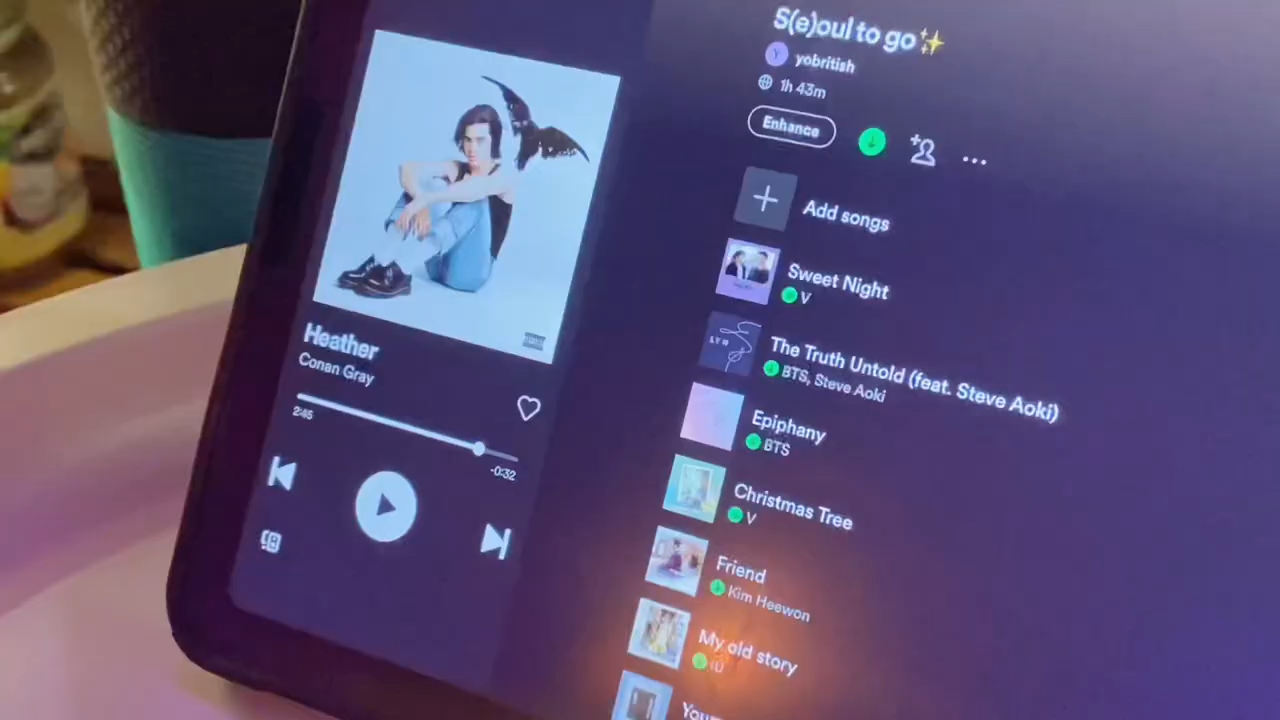 S(e)oul to go✨
Y
yobritish
1h 43m
Enhance
Add songs
Sweet Night
V
The Truth Untold (feat. Steve Aoki)
BTS, Steve Aoki
Epiphany
BTS
Christmas Tree
V
Friend
Kim Heewon
My old story
IU
Heather
Conan Gray
2:45
-0:32